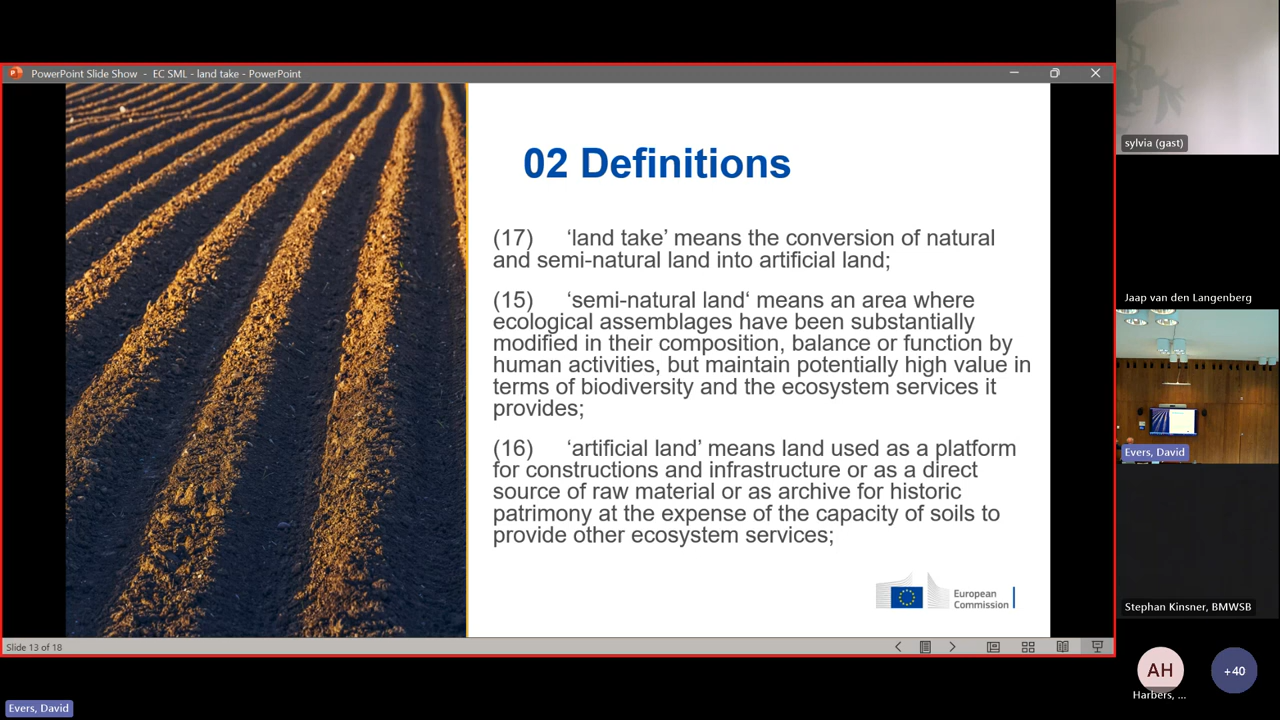 PowerPoint Slide Show - EC SML - land take - PowerPoint
02 Definitions
(17) ‘land take’ means the conversion of natural
and semi-natural land into artificial land;
(15) ‘semi-natural land‘ means an area where
ecological assemblages have been substantially
modified in their composition, balance or function by
human activities, but maintain potentially high value in
terms of biodiversity and the ecosystem services it
provides;
(16) ‘artificial land’ means land used as a platform
for constructions and infrastructure or as a direct
source of raw material or as archive for historic
patrimony at the expense of the capacity of soils to
provide other ecosystem services;
European
Commission
Slide 13 of 18
Evers, David
sylvia (gast)
Jaap van den Langenberg
Evers, David
Stephan Kinsner, BMWSB
AH
Harbers, ...
+40